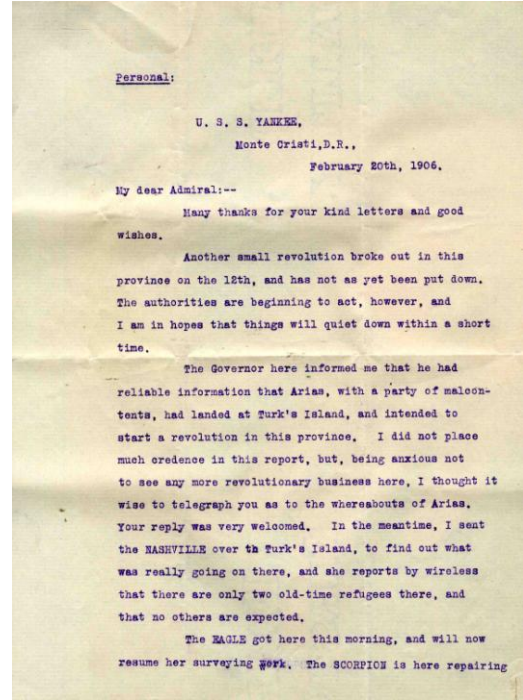 Personal:
U. S. S. YANKEE,
Monte Cristi,D.R.,
February 20th, 1906.
My dear Admiral:--
Many thanks for your kind letters and good
wishes.
Another small revolution broke out in this
province on the 12th, and has not as yet been put down.
The authorities are beginning to act, however, and
I am in hopes that things will quiet down within a short
time.
The Governor here informed me that he had
reliable information that Arias, with a party of malcon-
tents, had landed at Turk's Island, and intended to
start a revolution in this province. I did not place
much credence in this report, but, being anxious not
to see any more revolutionary business here, I thought it
wise to telegraph you as to the whereabouts of Arias.
Your reply was very welcomed. In the meantime, I sent
the NASHVILLE over th Turk's Island, to find out what
was really going on there, and she reports by wireless
that there are only two old-time refugees there, and
that no others are expected.
The EAGLE got here this morning, and will now
resume her surveying work. The SCORPION is here repairing